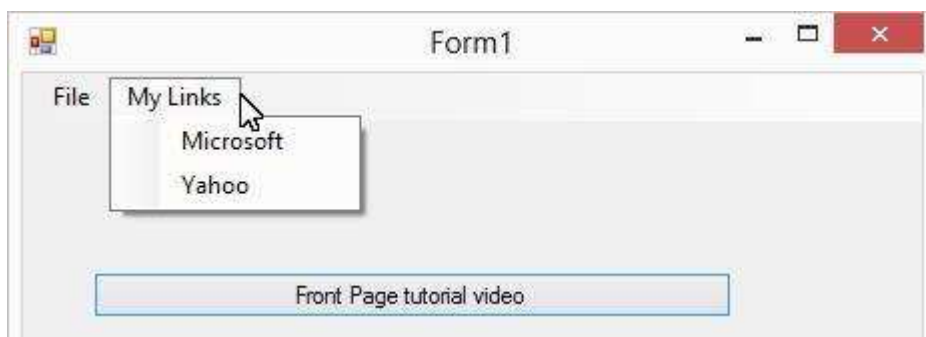 Form1
File My Links
Microsoft
Yahoo
Front Page tutorial video